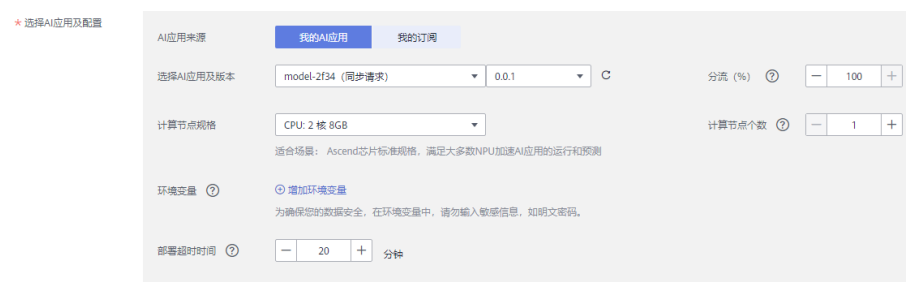 * 选择AI应用及配置
AI应用来源 我的AI应用 我的订阅
选择AI应用及版本 model-2f34（同步请求） 0.0.1 分流（%） ? — 100 +
计算节点规格 CPU: 2 核 8GB 计算节点个数 ? — 1 +
适合场景： Ascend芯片标准规格，满足大多数NPU加速AI应用的运行和预测
环境变量 ? 增加环境变量
为确保您的数据安全，在环境变量中，请勿输入敏感信息，如明文密码。
部署超时时间 ? — 20 + 分钟